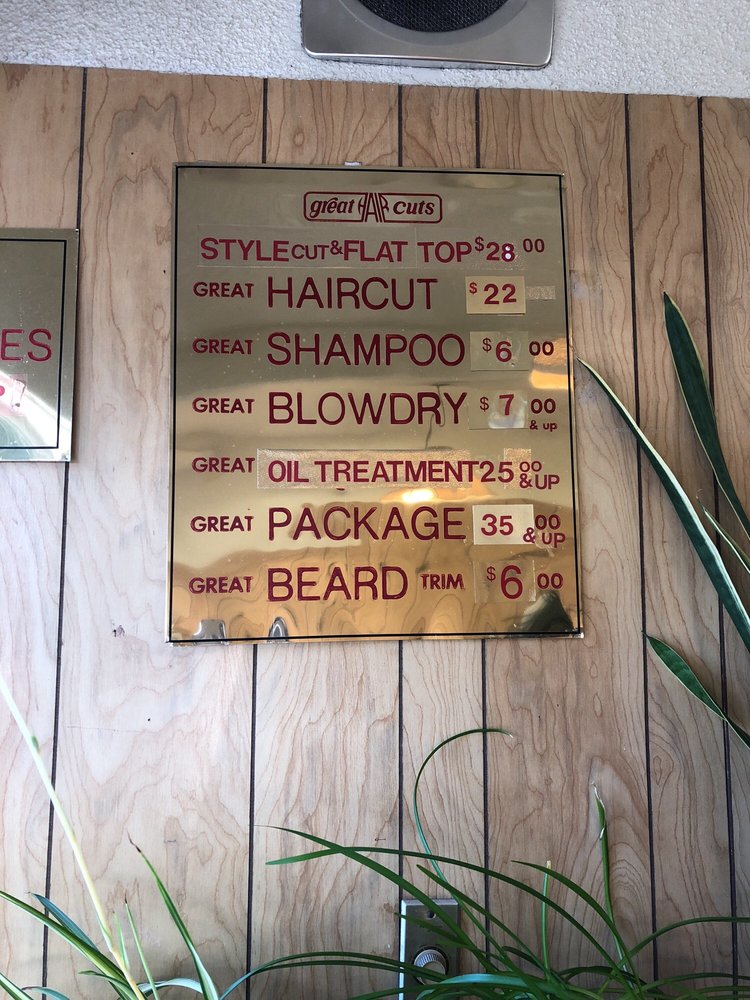 great HAIR cuts
STYLE CUT & FLAT TOP $28 00
GREAT HAIRCUT $22
GREAT SHAMPOO $6 00
GREAT BLOWDRY $7 00 & up
GREAT OIL TREATMENT 25 00 & UP
GREAT PACKAGE 35 00 & UP
GREAT BEARD TRIM $6 00
ES